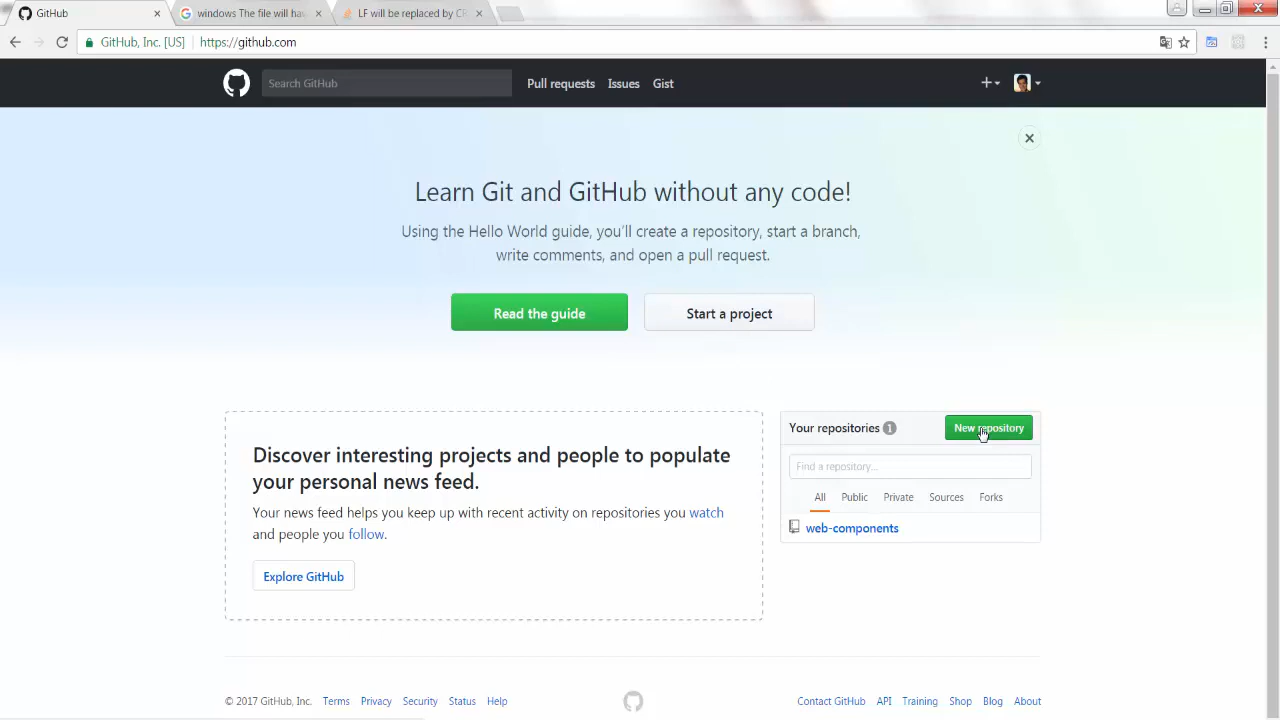 GitHub
windows The file will ha
LF will be replaced by CR
GitHub, Inc. [US]
https://github.com
Search GitHub
Pull requests
Issues
Gist
Learn Git and GitHub without any code!
Using the Hello World guide, you'll create a repository, start a branch,
write comments, and open a pull request.
Read the guide
Start a project
Discover interesting projects and people to populate
your personal news feed.
Your news feed helps you keep up with recent activity on repositories you watch
and people you follow.
Explore GitHub
Your repositories 1
New repository
Find a repository...
All
Public
Private
Sources
Forks
web-components
© 2017 GitHub, Inc.
Terms
Privacy
Security
Status
Help
Contact GitHub
API
Training
Shop
Blog
About